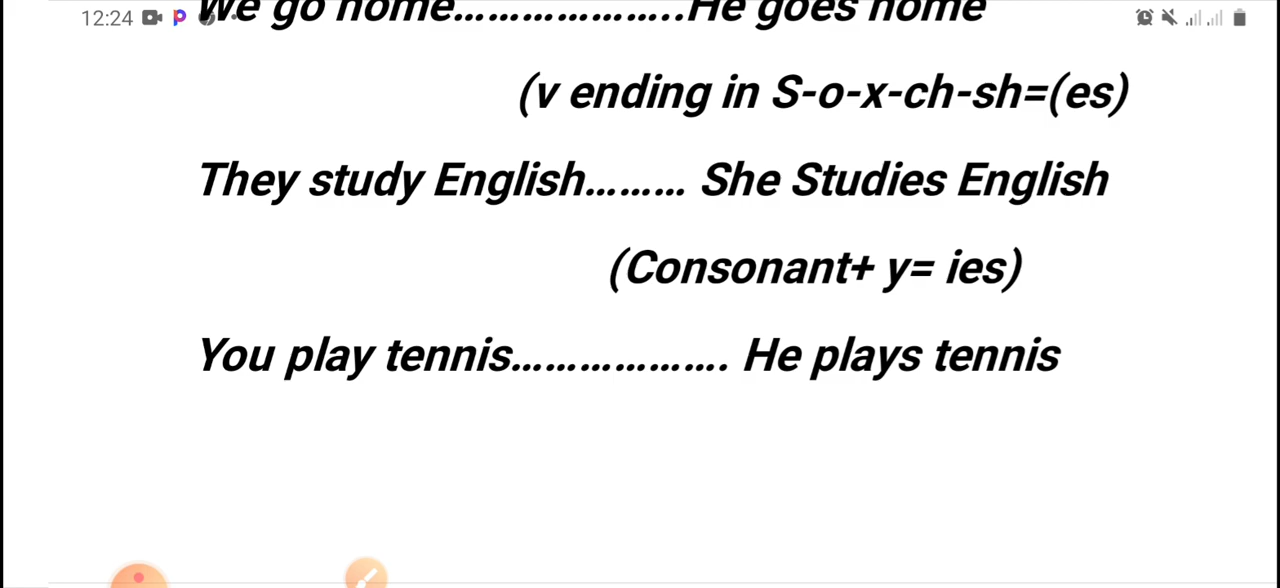 12:24
We go home....................He goes home
(v ending in S-o-x-ch-sh=(es)
They study English......... She Studies English
(Consonant+ y= ies)
You play tennis................... He plays tennis